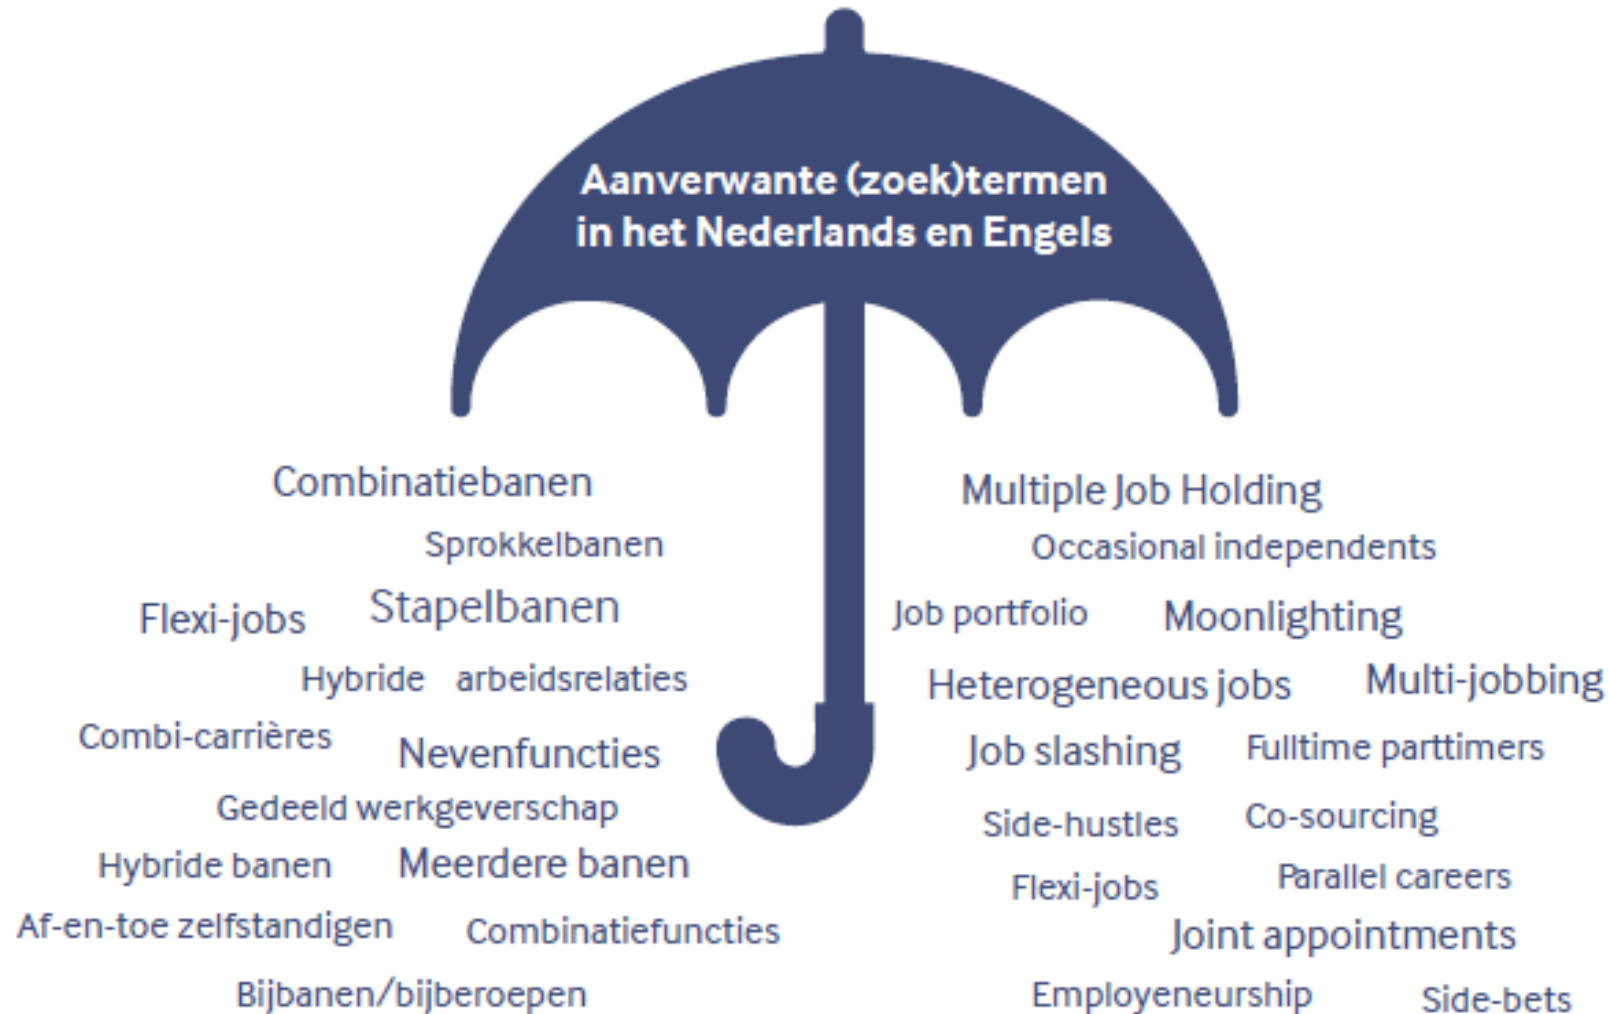 Aanverwante (zoek)termen
in het Nederlands en Engels
Combinatiebanen
Sprokkelbanen
Flexi-jobs
Stapelbanen
Hybride arbeidsrelaties
Combi-carrières
Nevenfuncties
Gedeeld werkgeverschap
Hybride banen
Meerdere banen
Af-en-toe zelfstandigen
Combinatiefuncties
Bijbanen/bijberoepen
Multiple Job Holding
Occasional independents
Job portfolio
Moonlighting
Heterogeneous jobs
Multi-jobbing
Job slashing
Fulltime parttimers
Side-hustles
Co-sourcing
Flexi-jobs
Parallel careers
Joint appointments
Employeneurship
Side-bets